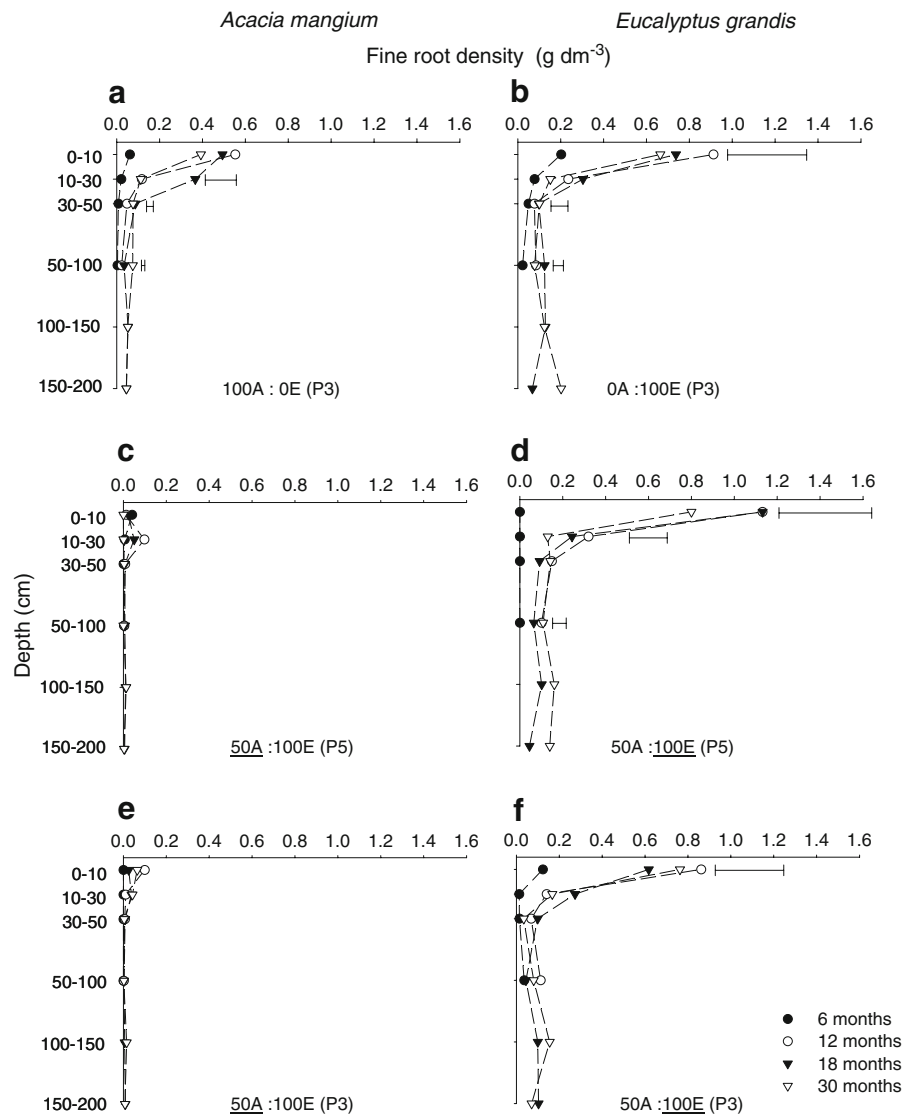 Acacia mangium Eucalyptus grandis
Fine root density (g dm-3)
a b
0.0 0.2 0.4 0.6 0.8 1.0 1.2 1.4 1.6 0.0 0.2 0.4 0.6 0.8 1.0 1.2 1.4 1.6
0-10
10-30
30-50
50-100
100-150
150-200
100A : 0E (P3) 0A :100E (P3)
c d
0.0 0.2 0.4 0.6 0.8 1.0 1.2 1.4 1.6 0.0 0.2 0.4 0.6 0.8 1.0 1.2 1.4 1.6
0-10
10-30
30-50
50-100
Depth (cm)
100-150
150-200
50A :100E (P5) 50A :100E (P5)
e f
0.0 0.2 0.4 0.6 0.8 1.0 1.2 1.4 1.6 0.0 0.2 0.4 0.6 0.8 1.0 1.2 1.4 1.6
0-10
10-30
30-50
50-100
100-150
150-200
50A :100E (P3) 50A :100E (P3)
6 months
12 months
18 months
30 months